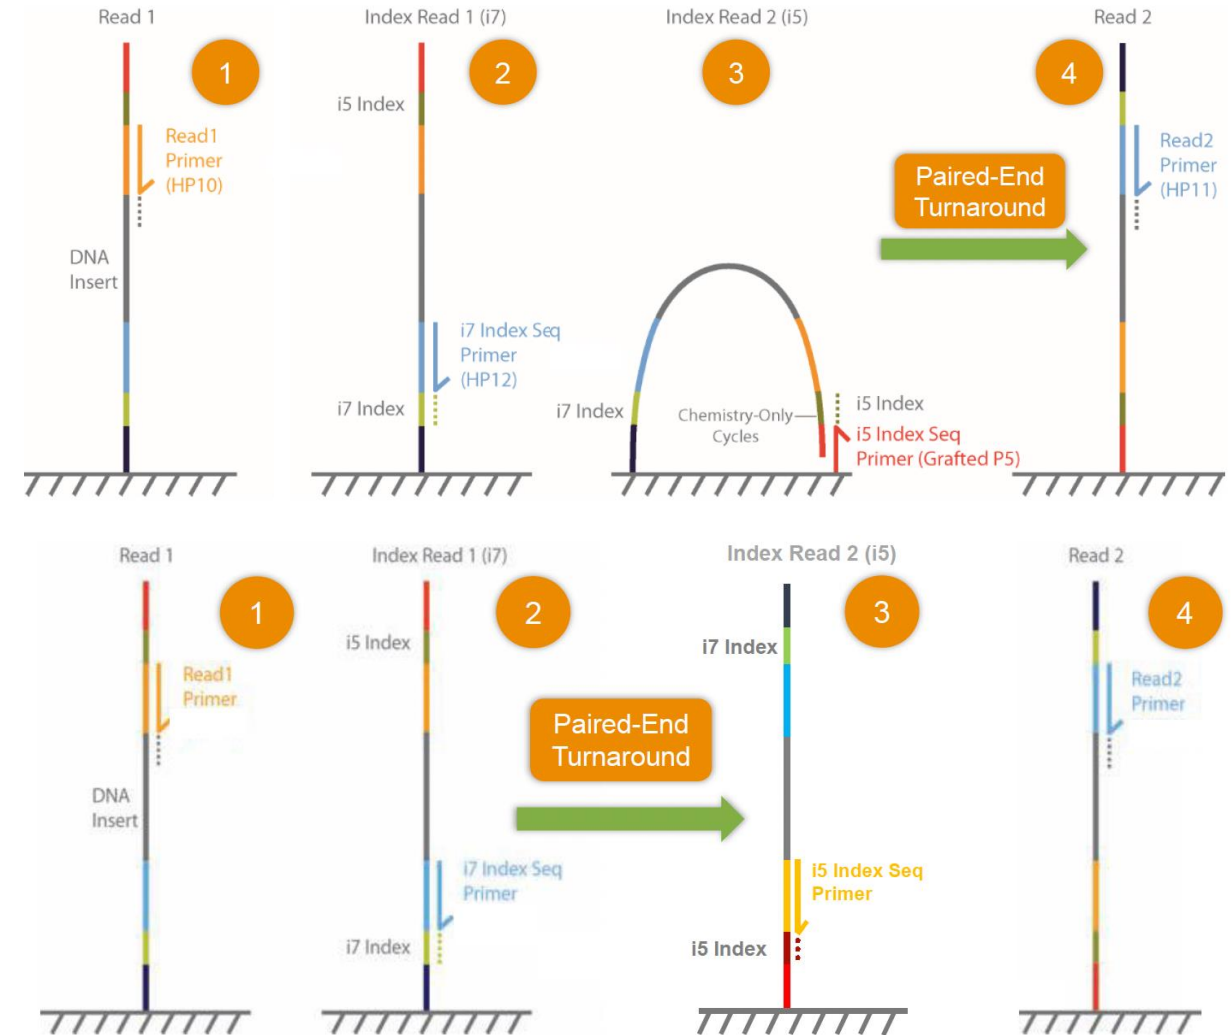 Read 1
Index Read 1 (i7)
Index Read 2 (i5)
Read 2
1
2
3
4
i5 Index
Read1
Primer
(HP10)
DNA
Insert
i7 Index Seq
Primer
(HP12)
i7 Index
i7 Index
Chemistry-Only
Cycles
i5 Index
i5 Index Seq
Primer (Grafted P5)
Paired-End
Turnaround
Read2
Primer
(HP11)
Read 1
Index Read 1 (i7)
Index Read 2 (i5)
Read 2
1
2
3
4
i5 Index
Read1
Primer
DNA
Insert
i7 Index Seq
Primer
i7 Index
Paired-End
Turnaround
i7 Index
i5 Index Seq
Primer
i5 Index
Read2
Primer